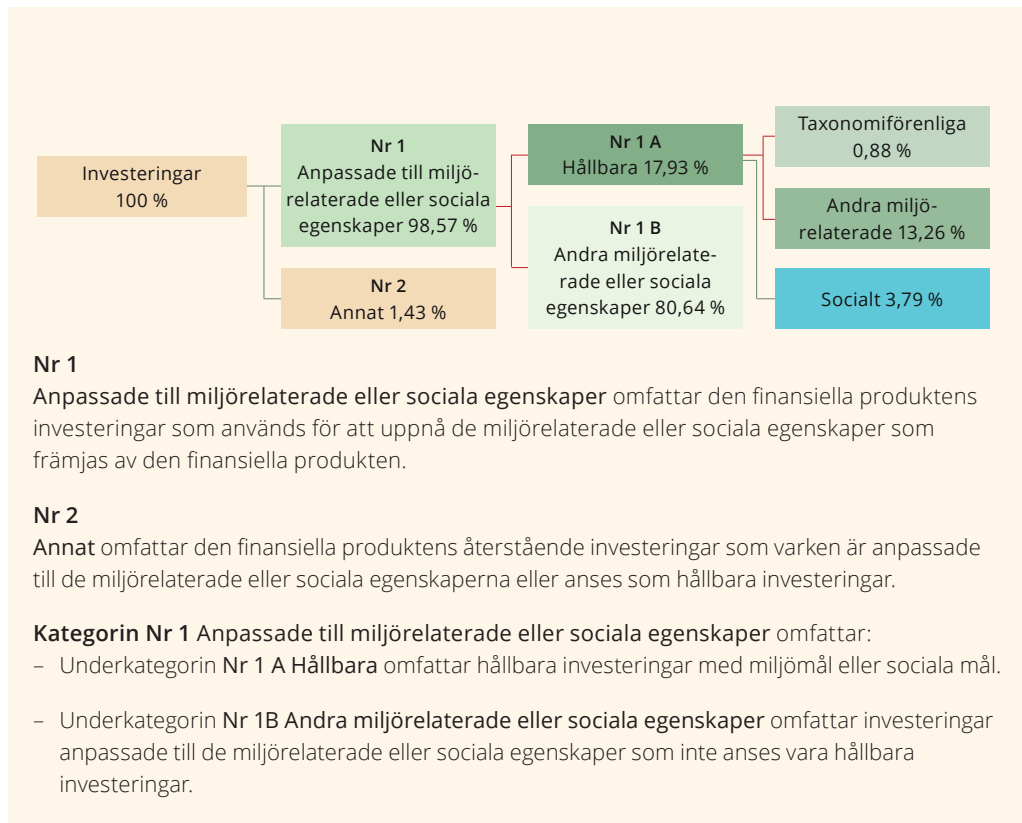 Investeringar
100 %
Nr 1
Anpassade till miljö-
relaterade eller sociala
egenskaper 98,57 %
Nr 2
Annat 1,43 %
Nr 1 A
Hållbara 17,93 %
Nr 1 B
Andra miljörelate-
rade eller sociala
egenskaper 80,64 %
Taxonomiförenliga
0,88 %
Andra miljö-
relaterade 13,26 %
Socialt 3,79 %
Nr 1
Anpassade till miljörelaterade eller sociala egenskaper omfattar den finansiella produktens
investeringar som används för att uppnå de miljörelaterade eller sociala egenskaper som
främjas av den finansiella produkten.
Nr 2
Annat omfattar den finansiella produktens återstående investeringar som varken är anpassade
till de miljörelaterade eller sociala egenskaperna eller anses som hållbara investeringar.
Kategorin Nr 1 Anpassade till miljörelaterade eller sociala egenskaper omfattar:
– Underkategorin Nr 1 A Hållbara omfattar hållbara investeringar med miljömål eller sociala mål.
– Underkategorin Nr 1B Andra miljörelaterade eller sociala egenskaper omfattar investeringar
anpassade till de miljörelaterade eller sociala egenskaper som inte anses vara hållbara
investeringar.